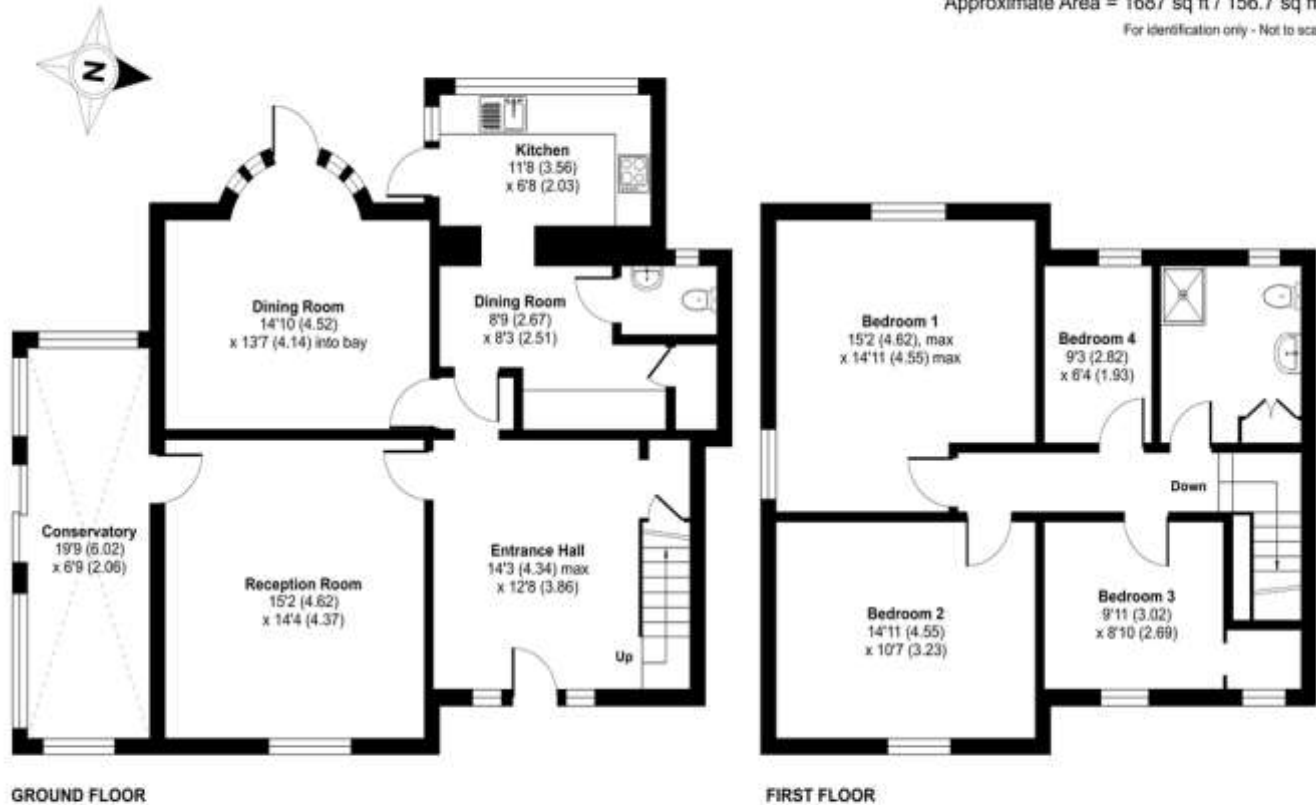 Approximate Area = 1687 sq ft / 156.7 sq
For identification only - Not to
N
Kitchen
11'8 (3.56)
x 6'8 (2.03)
Dining Room
14'10 (4.52)
x 13'7 (4.14) into bay
Dining Room
8'9 (2.67)
x 8'3 (2.51)
Conservatory
19'9 (6.02)
x 6'9 (2.06)
Reception Room
15'2 (4.62)
x 14'4 (4.37)
Entrance Hall
14'3 (4.34) max
x 12'8 (3.86)
Up
GROUND FLOOR
Bedroom 1
15'2 (4.62), max
x 14'11 (4.55) max
Bedroom 4
9'3 (2.82)
x 6'4 (1.93)
Down
Bedroom 2
14'11 (4.55)
x 10'7 (3.23)
Bedroom 3
9'11 (3.02)
x 8'10 (2.69)
FIRST FLOOR